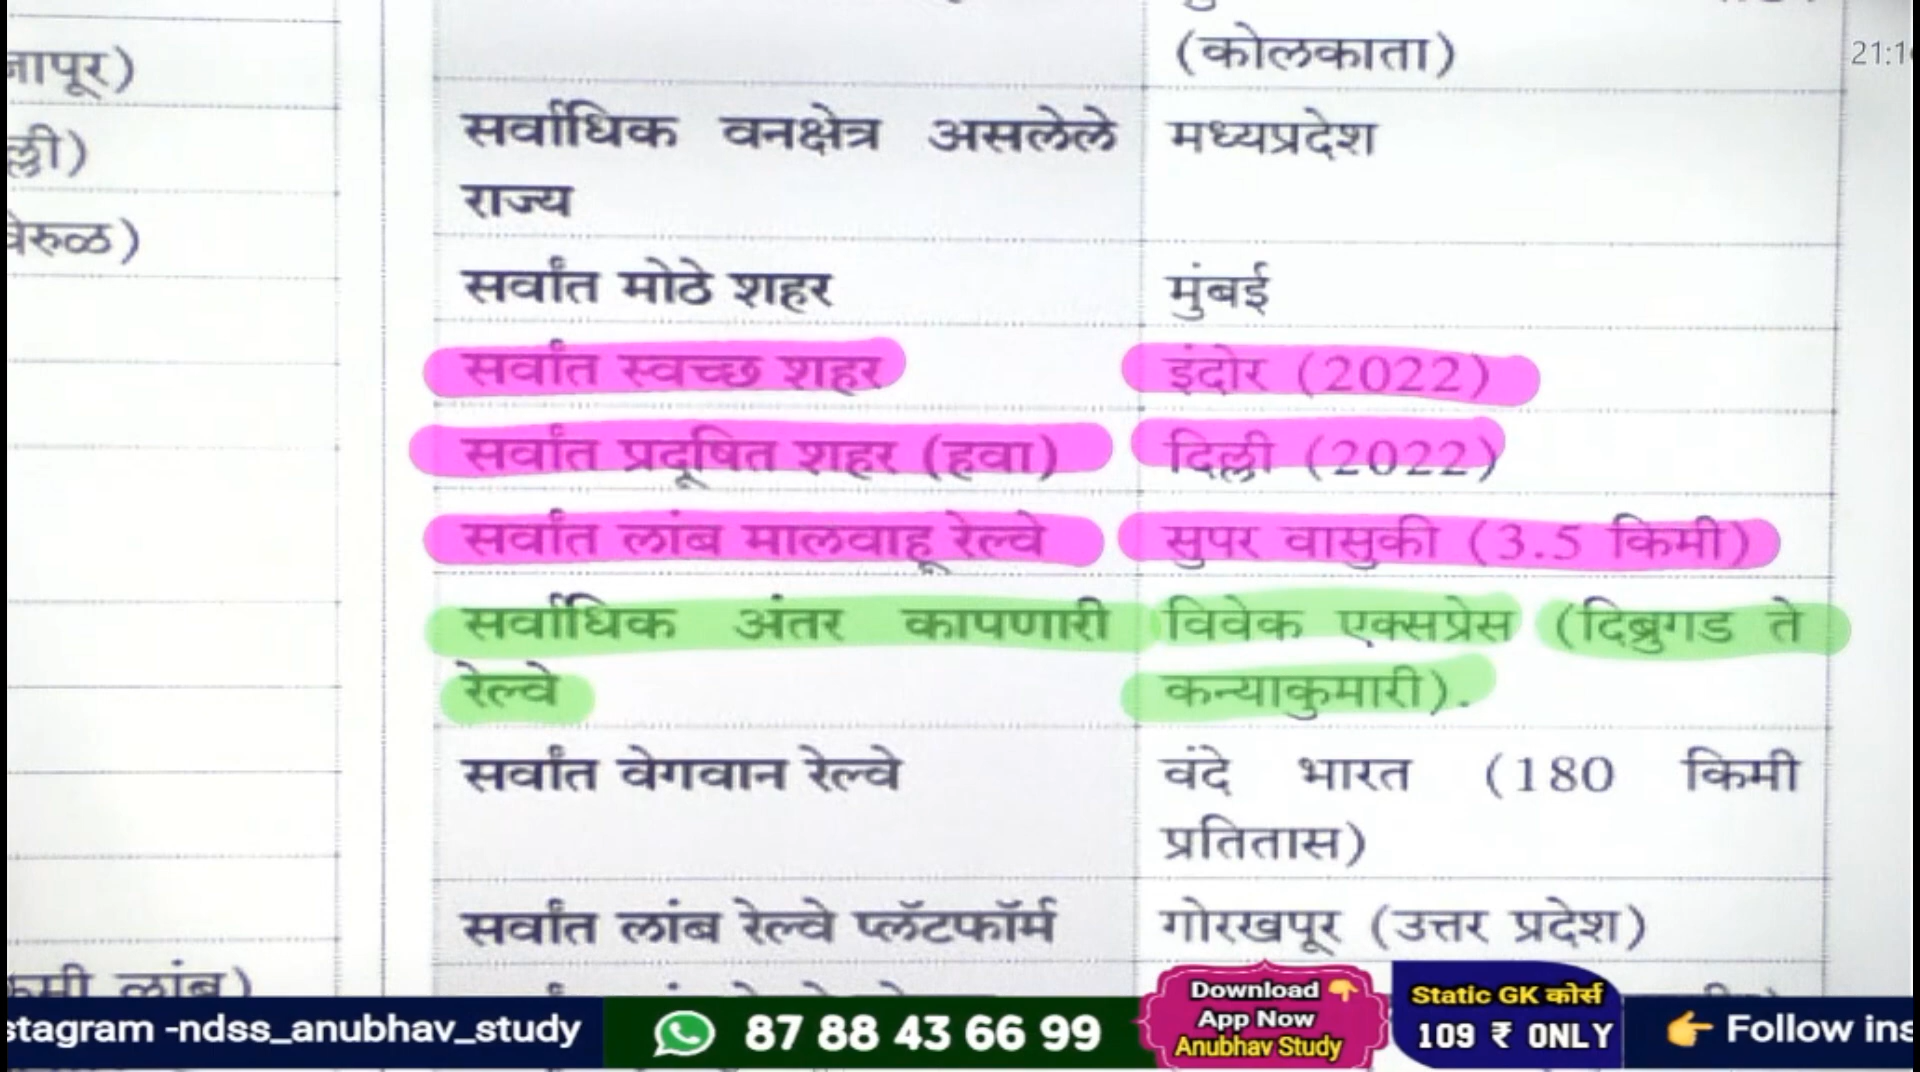 (कोलकाता)
21:1
सर्वाधिक वनक्षेत्र असलेले मध्यप्रदेश
राज्य
सर्वांत मोठे शहर मुंबई
सर्वांत स्वच्छ शहर इंदोर (2022)
सर्वांत प्रदूषित शहर (हवा) दिल्ली (2022)
सर्वांत लांब मालवाहू रेल्वे सुपर वासुकी (3.5 किमी)
सर्वाधिक अंतर कापणारी विवेक एक्सप्रेस (दिब्रुगड ते
रेल्वे कन्याकुमारी).
सर्वांत वेगवान रेल्वे वंदे भारत (180 किमी
प्रतितास)
सर्वांत लांब रेल्वे प्लॅटफॉर्म गोरखपूर (उत्तर प्रदेश)
लांब)
stagram -ndss_anubhav_study
87 88 43 66 99
Download
App Now
Anubhav Study
Static GK कोर्स
109 ₹ ONLY
Follow ins